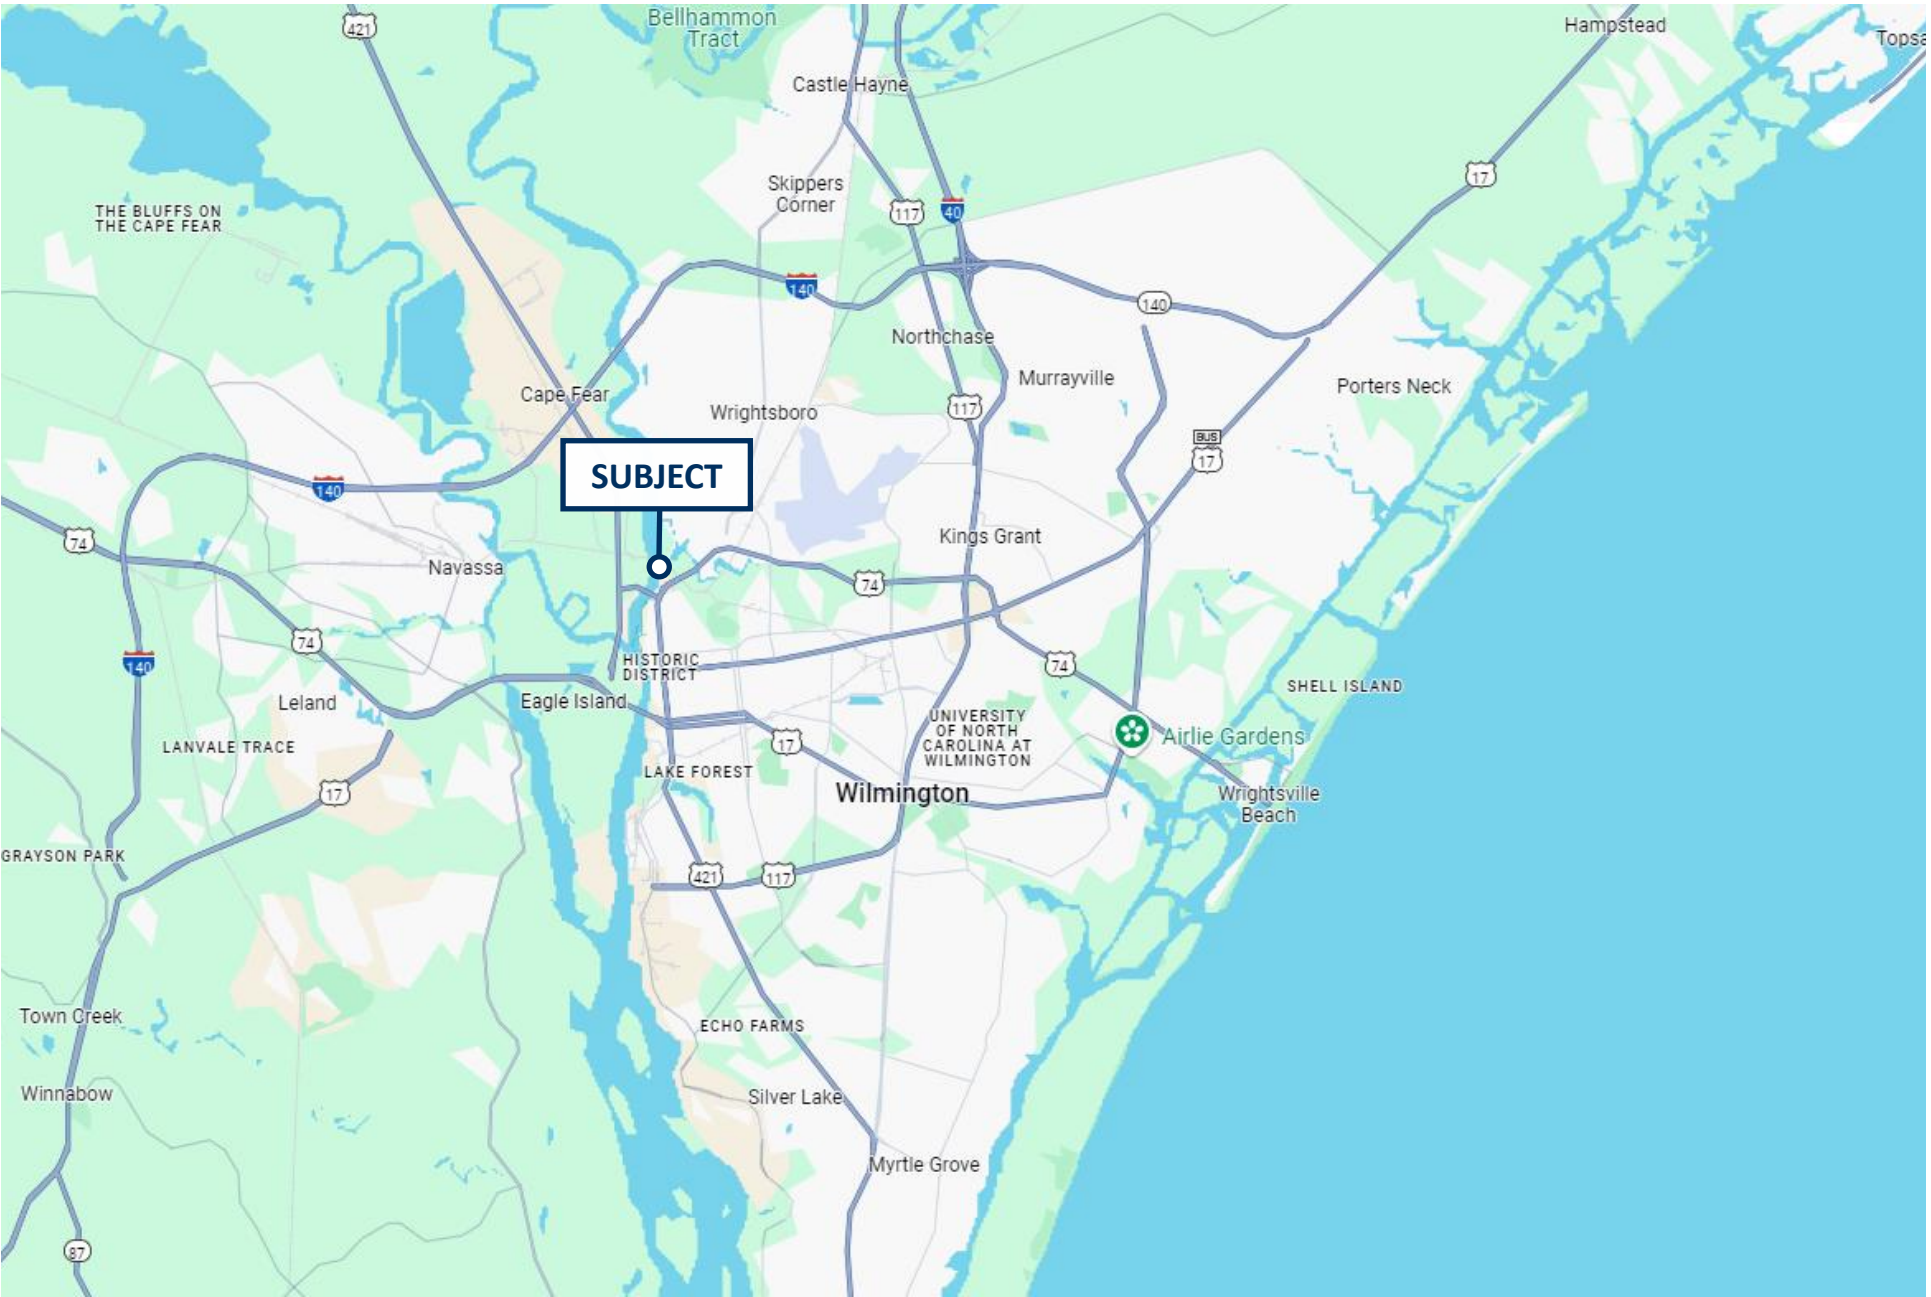 421
Bellhammon
Tract
Hampstead
Topsa
Castle Hayne
17
Skippers
Corner
THE BLUFFS ON
THE CAPE FEAR
117
40
140
140
Northchase
Murrayville
Porters Neck
Cape Fear
Wrightsboro
117
BUS
17
SUBJECT
140
74
Kings Grant
Navassa
74
74
140
HISTORIC
DISTRICT
74
SHELL ISLAND
Leland
Eagle Island
UNIVERSITY
OF NORTH
CAROLINA AT
WILMINGTON
Airlie Gardens
LANVALE TRACE
17
LAKE FOREST
17
Wilmington
Wrightsville
Beach
GRAYSON PARK
421
117
Town Creek
ECHO FARMS
Winnabow
Silver Lake
Myrtle Grove
87